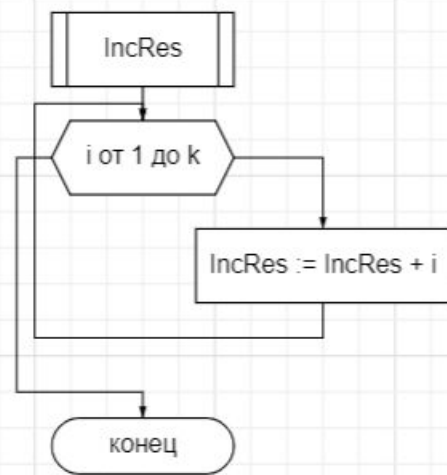 IncRes
i от 1 до k
IncRes := IncRes + i
конец